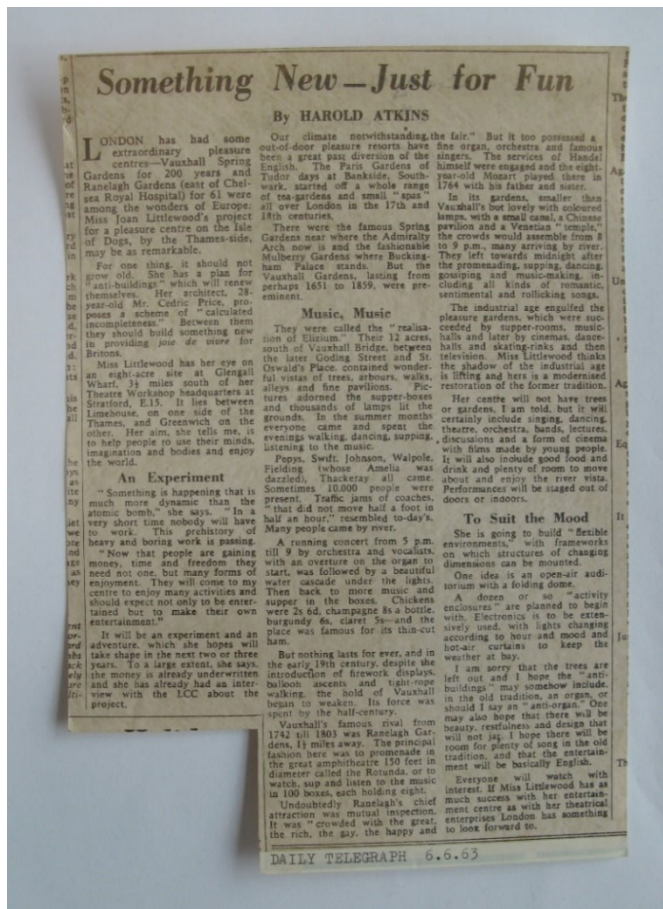 Something New — Just for Fun
By HAROLD ATKINS
LONDON has had some
extraordinary pleasure
centres—Vauxhall Spring
Gardens for 200 years and
Ranelagh Gardens (east of Chel-
sea Royal Hospital) for 61 were
among the wonders of Europe.
Miss Joan Littlewood's project
for a pleasure centre on the Isle
of Dogs, by the Thames-side,
may be as remarkable.
For one thing, it should not
grow old. She has a plan for
"anti-buildings" which will renew
themselves. Her architect, 28-
year-old Mr. Cedric Price, pro-
poses a scheme of "calculated
incompleteness." Between them
they should build something new
in providing joie de vivre for
Britons.
Miss Littlewood has her eye on
an eight-acre site at Glengall
Wharf, 3½ miles south of her
Theatre Workshop headquarters at
Stratford, E.15. It lies between
Limehouse, on one side of the
Thames, and Greenwich on the
other. Her aim, she tells me, is
to help people to use their minds,
imagination and bodies and enjoy
the world.
An Experiment
"Something is happening that is
much more dynamic than the
atomic bomb," she says. "In a
very short time nobody will have
to work. This prehistory of
heavy and boring work is passing.
"Now that people are gaining
money, time and freedom they
need not one, but many forms of
enjoyment. They will come to my
centre to enjoy many activities and
should expect not only to be enter-
tained but to make their own
entertainment."
It will be an experiment and an
adventure, which she hopes will
take shape in the next two or three
years. To a large extent, she says,
the money is already underwritten
and she has already had an inter-
view with the LCC about the
project.
Our climate notwithstanding,
out-of-door pleasure resorts have
been a great past diversion of the
English. The Paris Gardens of
Tudor days at Bankside, South-
wark, started off a whole range
of tea-gardens and small "spas"
all over London in the 17th and
18th centuries.
There were the famous Spring
Gardens near where the Admiralty
Arch now is and the fashionable
Mulberry Gardens where Bucking-
ham Palace stands. But the
Vauxhall Gardens, lasting from
perhaps 1651 to 1859, were pre-
eminent.
Music, Music
They were called the "realisa-
tion of Elizium." Their 12 acres,
south of Vauxhall Bridge, between
the later Goding Street and St.
Oswald's Place, contained wonder-
ful vistas of trees, arbours, walks,
alleys and fine pavilions. Pic-
tures adorned the supper-boxes
and thousands of lamps lit the
grounds. In the summer months
everyone came and spent the
evenings walking, dancing, supping,
listening to the music.
Pepys, Swift, Johnson, Walpole,
Fielding (whose Amelia was
dazzled), Thackeray all came.
Sometimes 10,000 people were
present. Traffic jams of coaches,
"that did not move half a foot in
half an hour," resembled to-day's.
Many people came by river.
A running concert from 5 p.m.
till 9 by orchestra and vocalists,
with an overture on the organ to
start, was followed by a beautiful
water cascade under the lights.
Then back to more music and
supper in the boxes. Chickens
were 2s 6d, champagne 8s a bottle,
burgundy 6s, claret 5s—and the
place was famous for its thin-cut
ham.
But nothing lasts for ever, and in
the early 19th century, despite the
introduction of firework displays,
balloon ascents and tight-rope
walking, the hold of Vauxhall
began to weaken. Its force was
spent by the half-century.
Vauxhall's famous rival from
1742 till 1803 was Ranelagh Gar-
dens, 1½ miles away. The principal
fashion here was to promenade in
the great amphitheatre 150 feet in
diameter called the Rotunda, or to
watch, sup and listen to the music
in 100 boxes, each holding eight.
Undoubtedly Ranelagh's chief
attraction was mutual inspection.
It was "crowded with the great,
the rich, the gay, the happy and
the fair." But it too possessed a
fine organ, orchestra and famous
singers. The services of Handel
himself were engaged and the eight-
year-old Mozart played there in
1764 with his father and sister.
In its gardens, smaller than
Vauxhall's but lovely with coloured
lamps, with a small canal, a Chinese
pavilion and a Venetian "temple,"
the crowds would assemble from 8
to 9 p.m., many arriving by river.
They left towards midnight after
the promenading, supping, dancing,
gossiping and music-making, in-
cluding all kinds of romantic,
sentimental and rollicking songs.
The industrial age engulfed the
pleasure gardens, which were suc-
ceeded by supper-rooms, music-
halls and later by cinemas, dance-
halls and skating-rinks and then
television. Miss Littlewood thinks
the shadow of the industrial age
is lifting and hers is a modernised
restoration of the former tradition.
Her centre will not have trees
or gardens, I am told, but it will
certainly include singing, dancing,
theatre, orchestra, bands, lectures,
discussions and a form of cinema
with films made by young people.
It will also include good food and
drink and plenty of room to move
about and enjoy the river vista.
Performances will be staged out of
doors or indoors.
To Suit the Mood
She is going to build "flexible
environments," with frameworks
on which structures of changing
dimensions can be mounted.
One idea is an open-air audi-
torium with a folding dome.
A dozen or so "activity
enclosures" are planned to begin
with. Electronics is to be exten-
sively used, with lights changing
according to hour and mood and
hot-air curtains to keep the
weather at bay.
I am sorry that the trees are
left out and I hope the "anti-
buildings" may somehow include,
in the old tradition, an organ, or
should I say an "anti-organ." One
may also hope that there will be
beauty, restfulness and design that
will not jar. I hope there will be
room for plenty of song in the old
tradition, and that the entertain-
ment will be basically English.
Everyone will watch with
interest. If Miss Littlewood has as
much success with her entertain-
ment centre as with her theatrical
enterprises London has something
to look forward to.
DAILY TELEGRAPH 6.6.63